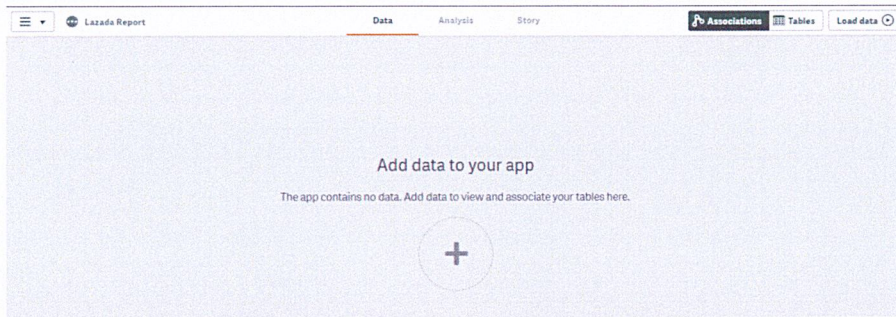 Lazada Report
Data
Analysis
Story
Associations
Tables
Load data
Add data to your app
The app contains no data. Add data to view and associate your tables here.